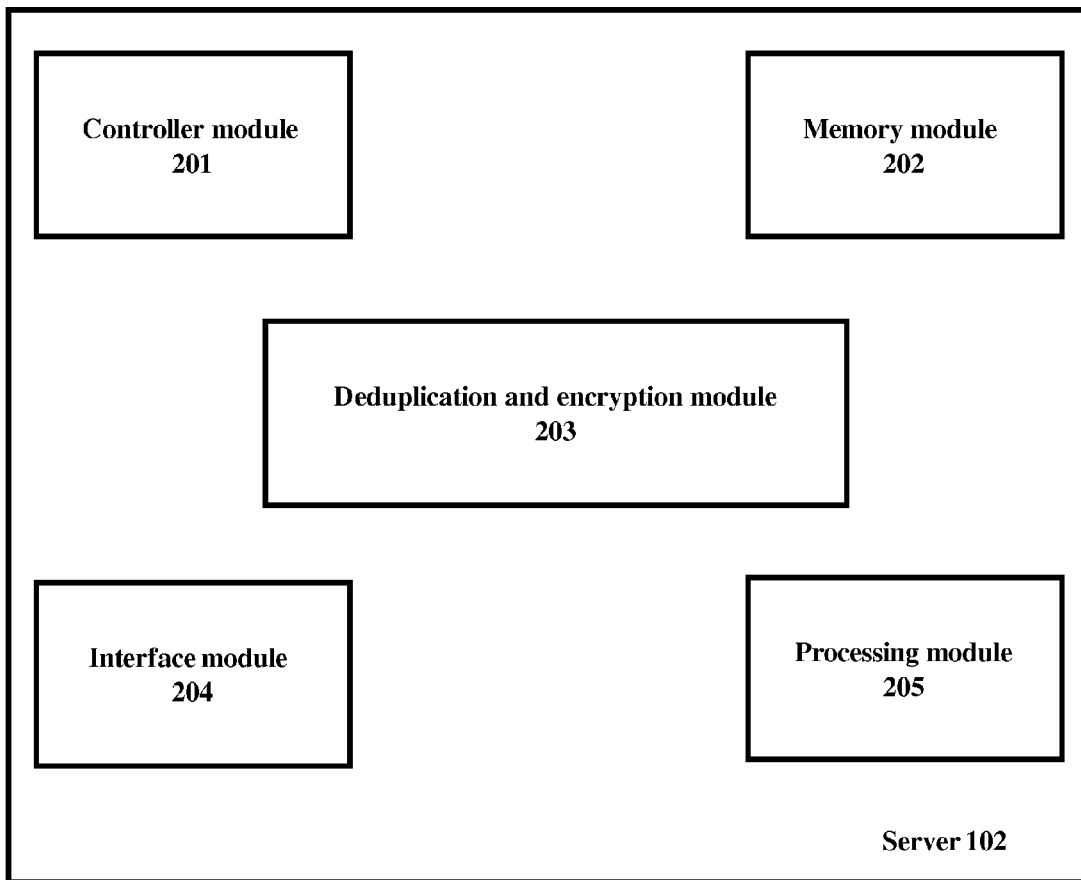 Controller module
201
Memory module
202
Deduplication and encryption module
203
Interface module
204
Processing module
205
Server 102